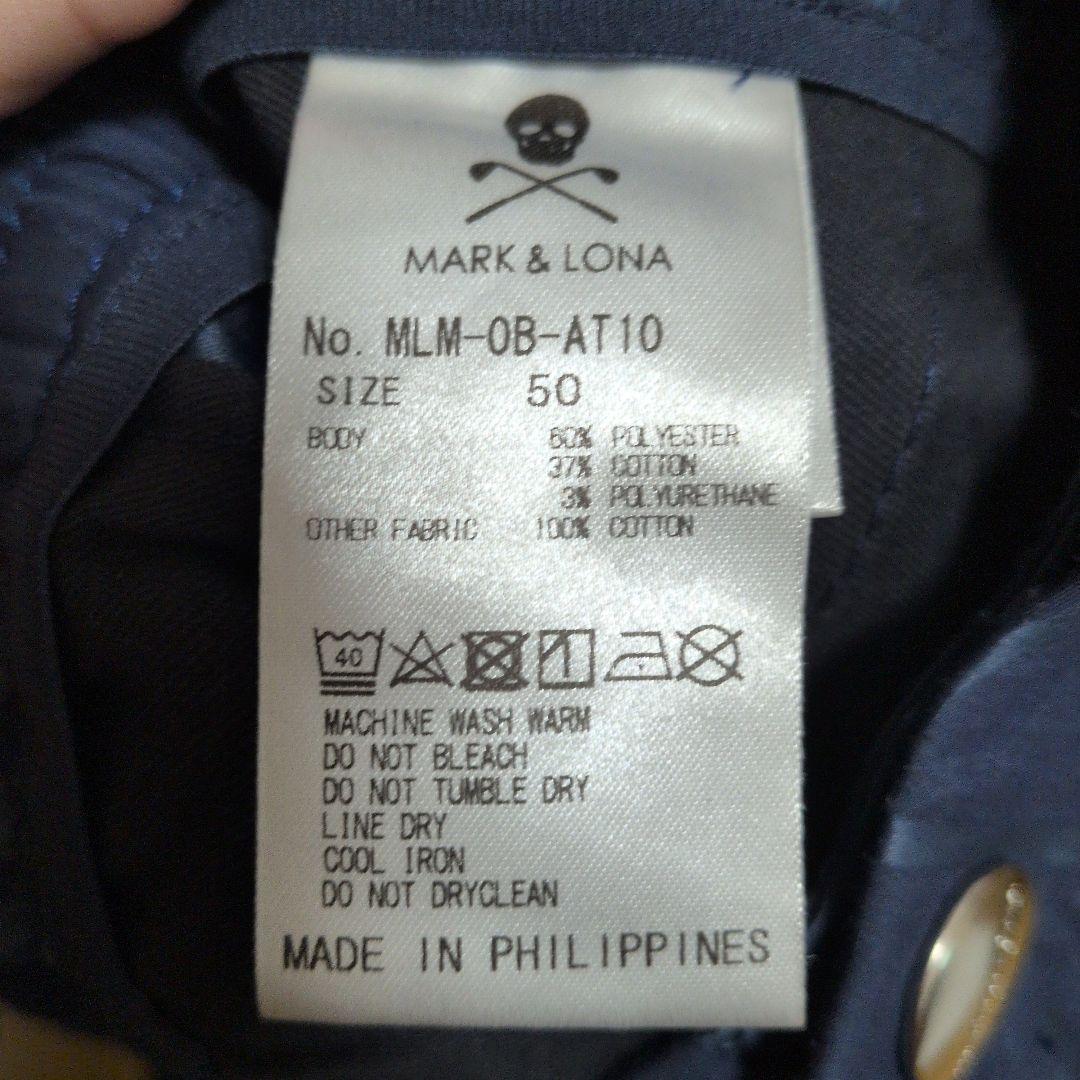 MARK & LONA
No. MLM-0B-AT10
SIZE 50
BODY 60% POLYESTER
37% COTTON
3% POLYURETHANE
OTHER FABRIC 100% COTTON
40
MACHINE WASH WARM
DO NOT BLEACH
DO NOT TUMBLE DRY
LINE DRY
COOL IRON
DO NOT DRYCLEAN
MADE IN PHILIPPINES